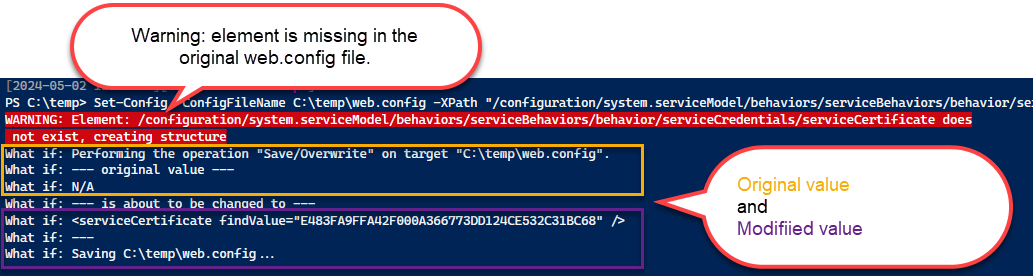 Warning: element is missing in the
original web.config file.
[2024-05-02
PS C:\temp> Set-Config ConfigFileName C:\temp\web.config -XPath "/configuration/system.serviceModel/behaviors/serviceBehaviors/behavior/se
WARNING: Element: /configuration/system.serviceModel/behaviors/serviceBehaviors/behavior/serviceCredentials/serviceCertificate does
not exist, creating structure
What if: Performing the operation "Save/Overwrite" on target "C:\temp\web.config".
What if: --- original value ---
What if: N/A
What if: --- is about to be changed to ---
What if: <serviceCertificate findValue="E483FA9FFA42F000A366773DD124CE532C31BC68" />
What if: ---
What if: Saving C:\temp\web.config...
Original value
and
Modifiied value